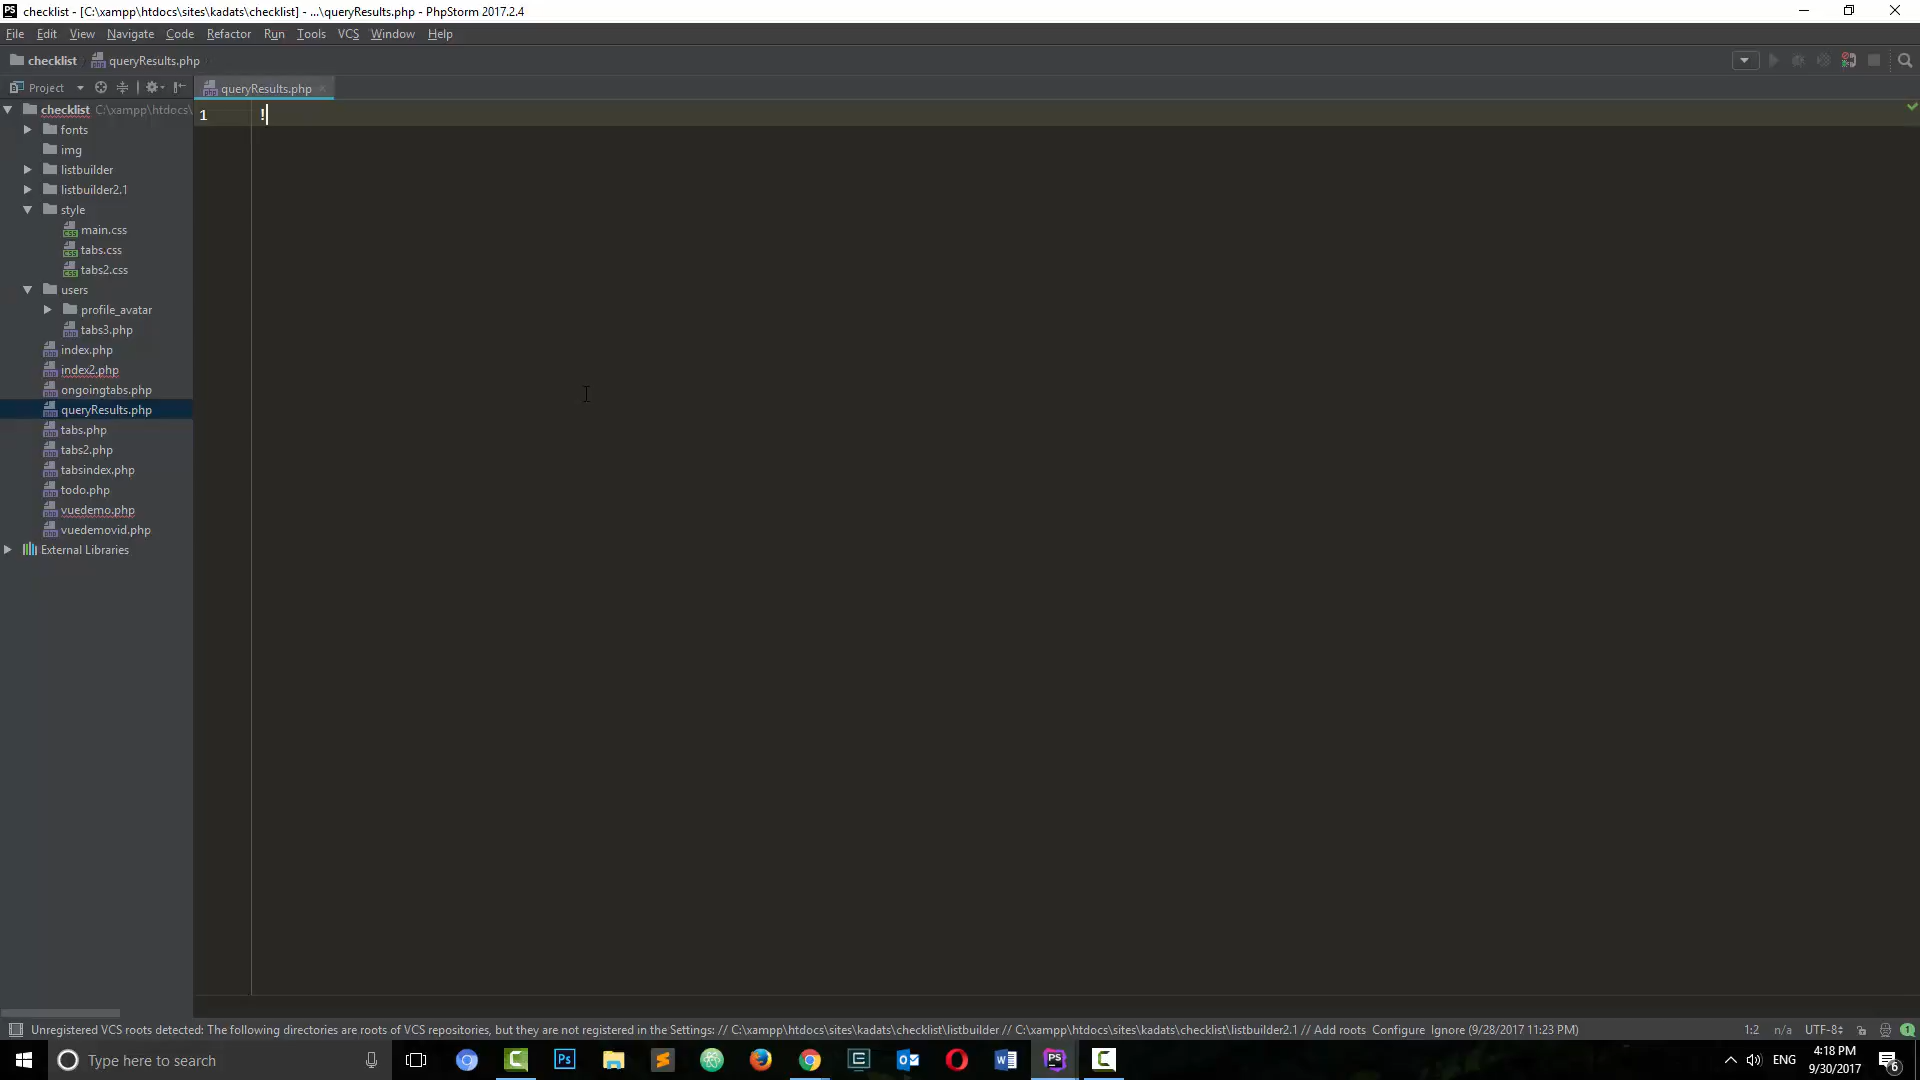 PS checklist - [C:\xampp\htdocs\sites\kadats\checklist] - ...\queryResults.php - PhpStorm 2017.2.4
File Edit View Navigate Code Refactor Run Tools VCS Window Help
checklist queryResults.php
Project
queryResults.php
1 !
checklist C:\xampp\htdocs\
fonts
img
listbuilder
listbuilder2.1
style
main.css
tabs.css
tabs2.css
users
profile_avatar
tabs3.php
index.php
index2.php
ongoingtabs.php
queryResults.php
tabs.php
tabs2.php
tabsindex.php
todo.php
vuedemo.php
vuedemovid.php
External Libraries
Unregistered VCS roots detected: The following directories are roots of VCS repositories, but they are not registered in the Settings: // C:\xampp\htdocs\sites\kadats\checklist\listbuilder // C:\xampp\htdocs\sites\kadats\checklist\listbuilder2.1 // Add roots Configure Ignore (9/28/2017 11:23 PM) 1:2 n/a UTF-8 1
Type here to search Ps PS ENG 4:18 PM 6
9/30/2017